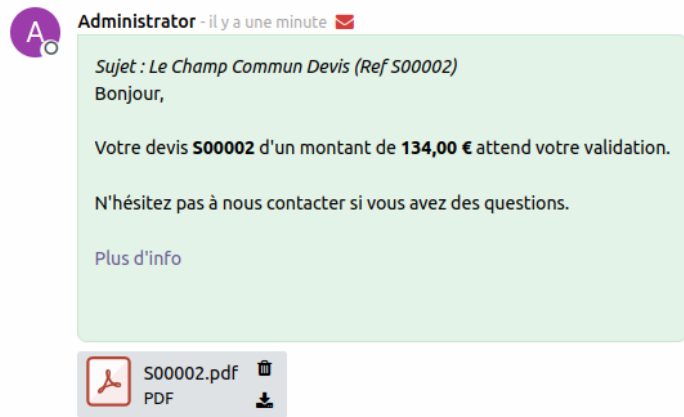 A
Administrator - il y a une minute
Sujet : Le Champ Commun Devis (Ref S00002)
Bonjour,
Votre devis S00002 d'un montant de 134,00 € attend votre validation.
N'hésitez pas à nous contacter si vous avez des questions.
Plus d'info
S00002.pdf
PDF